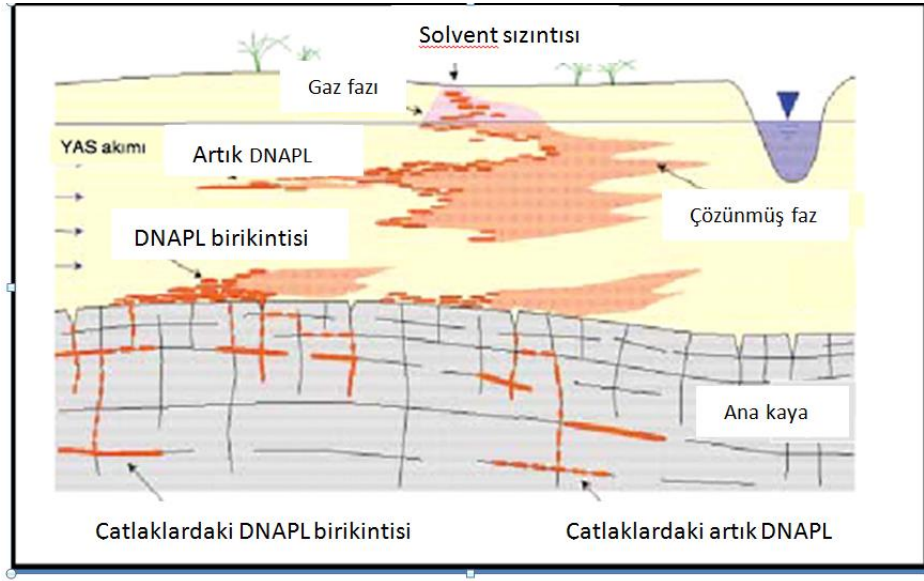 Solvent sızıntısı
Gaz fazı
YAS akımı
Artık DNAPL
Çözünmüş faz
DNAPL birikintisi
Ana kaya
Catlaklardaki DNAPL birikintisi
Catlaklardaki artık DNAPL